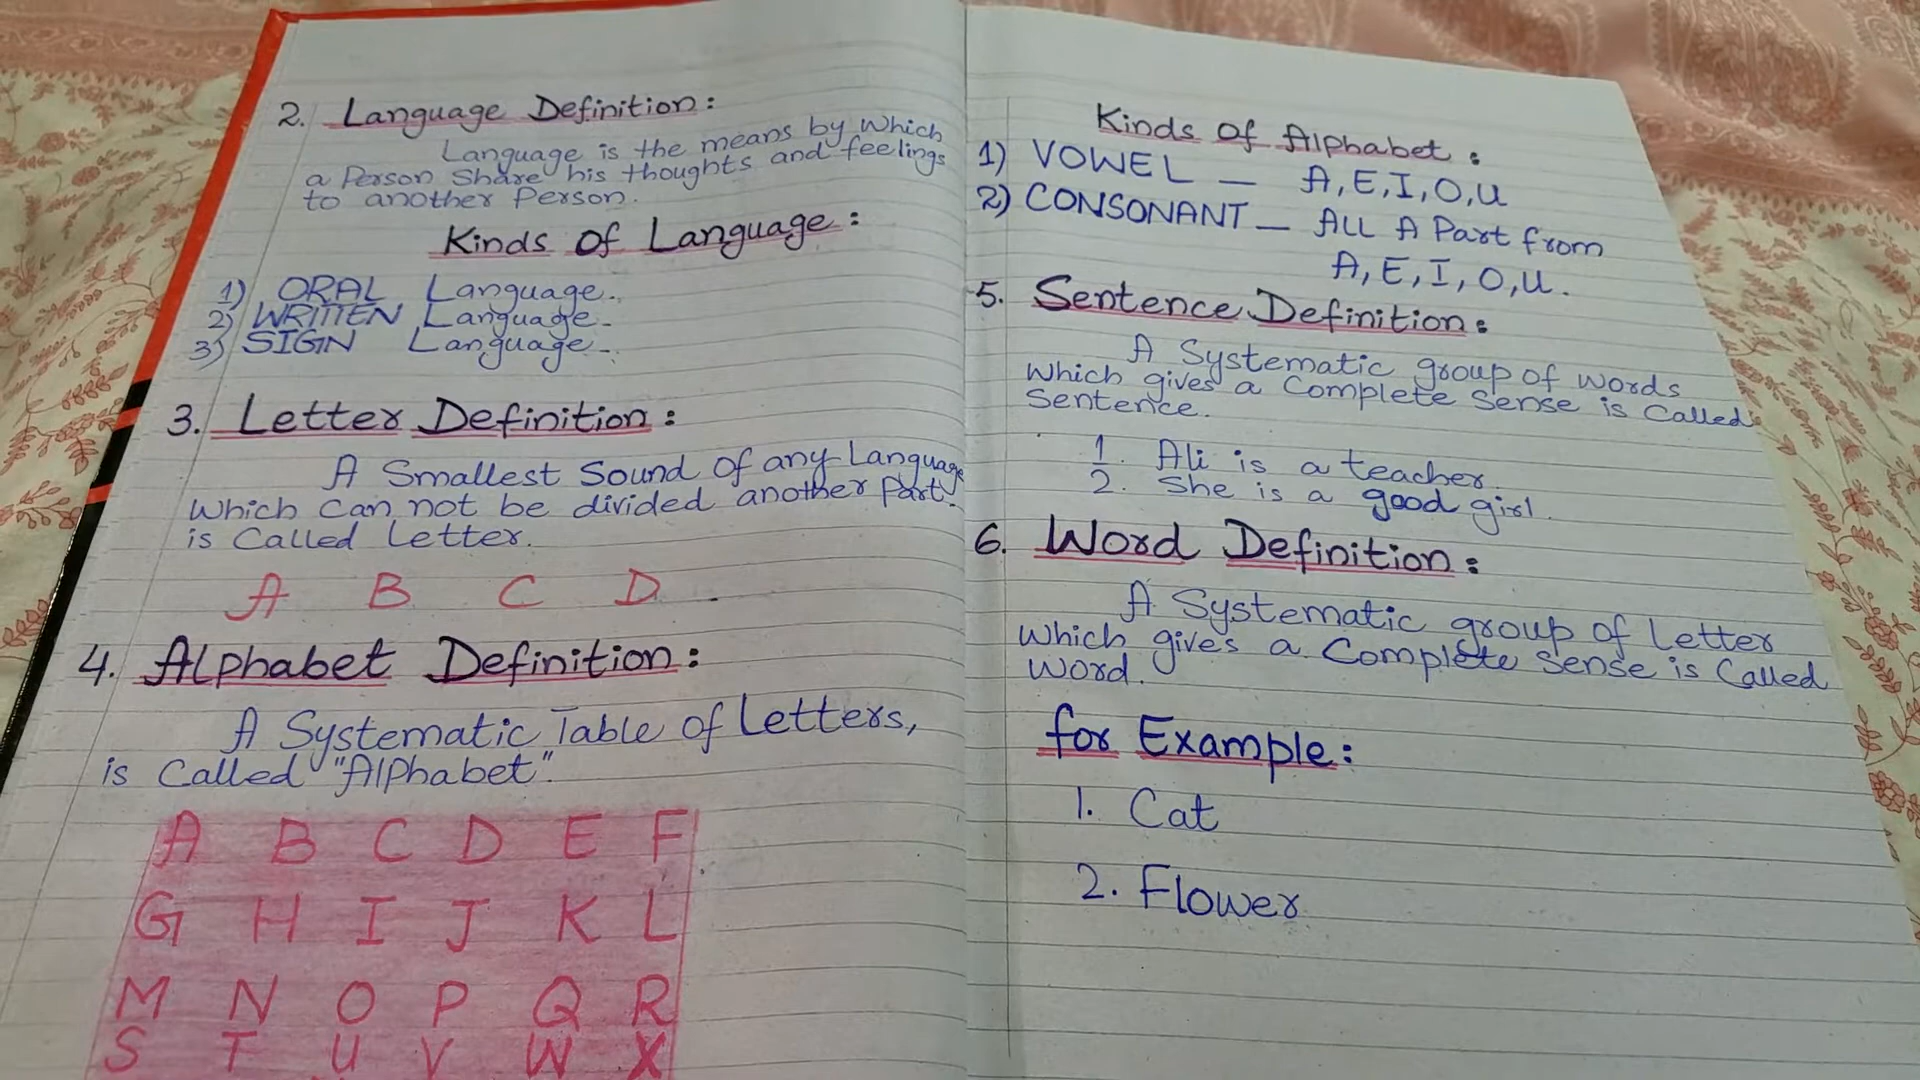 2. Language Definition:
Language is the means by which
a Person Share his thoughts and feelings
to another Person.
Kinds of Language:
1) ORAL Language.
2) WRITTEN Language.
3) SIGN Language.
3. Letter Definition:
A Smallest Sound of any Language
Which Can not be divided another Part
is Called Letter.
A B C D
4. Alphabet Definition:
A Systematic Table of Letters,
is Called "Alphabet".
A B C D E F
G H I J K L
M N O P Q R
S T U V W X
Kinds of Alphabet:
1) VOWEL — A, E, I, O, U
2) CONSONANT — ALL A Part from
A, E, I, O, U.
5. Sentence Definition:
A Systematic group of words
Which gives a Complete Sense is Called
Sentence.
1. Ali is a teacher.
2. She is a good girl.
6. Word Definition:
A Systematic group of Letter
Which gives a Complete Sense is Called
Word.
for Example:
1. Cat
2. Flower